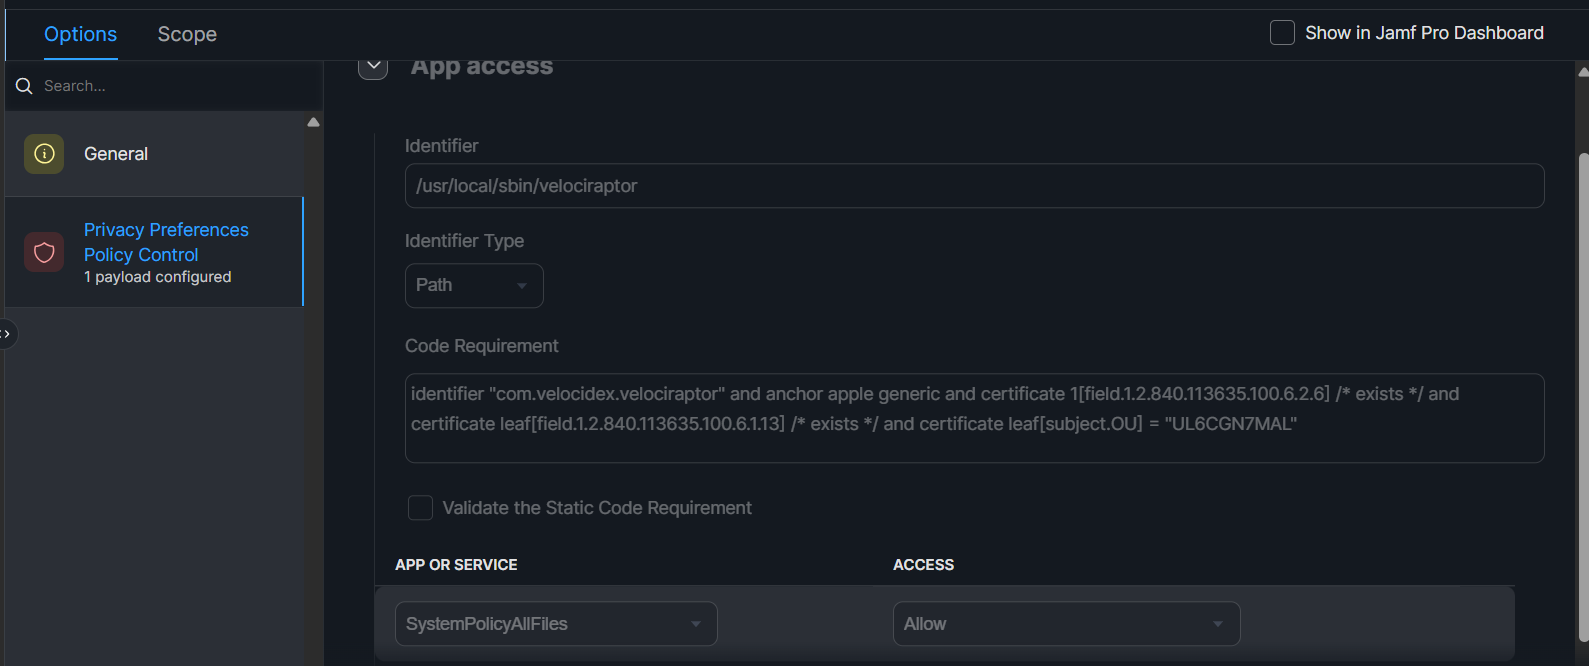 Options
Scope
Show in Jamf Pro Dashboard
Search...
App access
General
Privacy Preferences
Policy Control
1 payload configured
Identifier
/usr/local/sbin/velociraptor
Identifier Type
Path
Code Requirement
identifier "com.velocidex.velociraptor" and anchor apple generic and certificate 1[field.1.2.840.113635.100.6.2.6] /* exists */ and
certificate leaf[field.1.2.840.113635.100.6.1.13] /* exists */ and certificate leaf[subject.OU] = "UL6CGN7MAL"
Validate the Static Code Requirement
APP OR SERVICE
ACCESS
SystemPolicyAllFiles
Allow